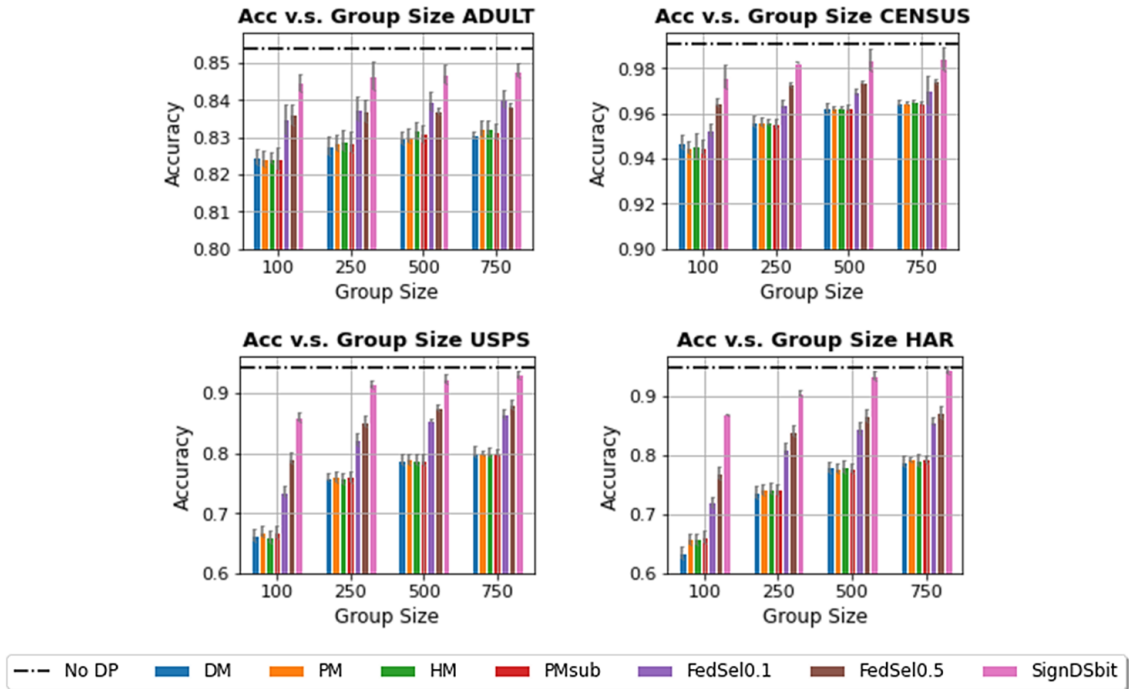 Acc v.s. Group Size ADULT
Accuracy
0.85
0.84
0.83
0.82
0.81
0.80
100 250 500 750
Group Size
Acc v.s. Group Size CENSUS
Accuracy
0.98
0.96
0.94
0.92
0.90
100 250 500 750
Group Size
Acc v.s. Group Size USPS
Accuracy
0.9
0.8
0.7
0.6
100 250 500 750
Group Size
Acc v.s. Group Size HAR
Accuracy
0.9
0.8
0.7
0.6
100 250 500 750
Group Size
No DP DM PM HM PMsub FedSel0.1 FedSel0.5 SignDSbit